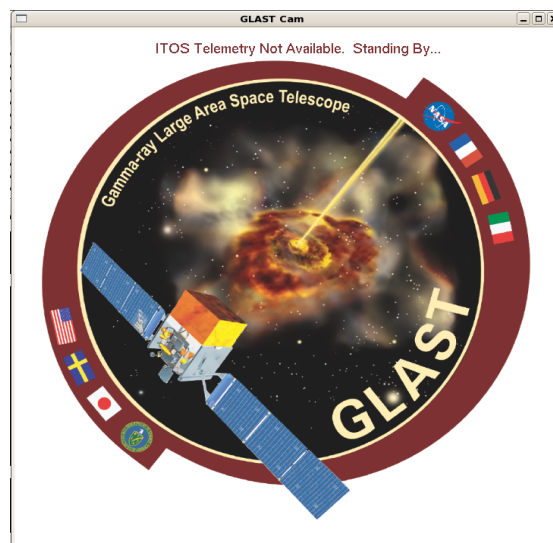 GLAST Cam
ITOS Telemetry Not Available.  Standing By...
Gamma-ray Large Area Space Telescope
NASA
GLAST